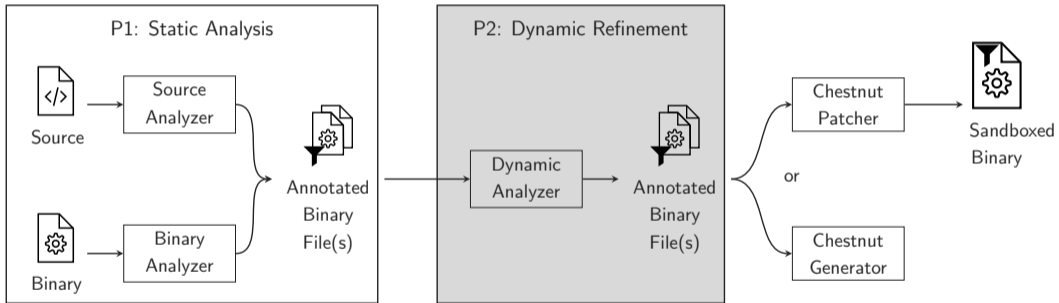 P1: Static Analysis
</>
Source
Source
Analyzer
Binary
Binary
Analyzer
Annotated
Binary
File(s)
P2: Dynamic Refinement
Dynamic
Analyzer
Annotated
Binary
File(s)
Chestnut
Patcher
or
Chestnut
Generator
Sandboxed
Binary